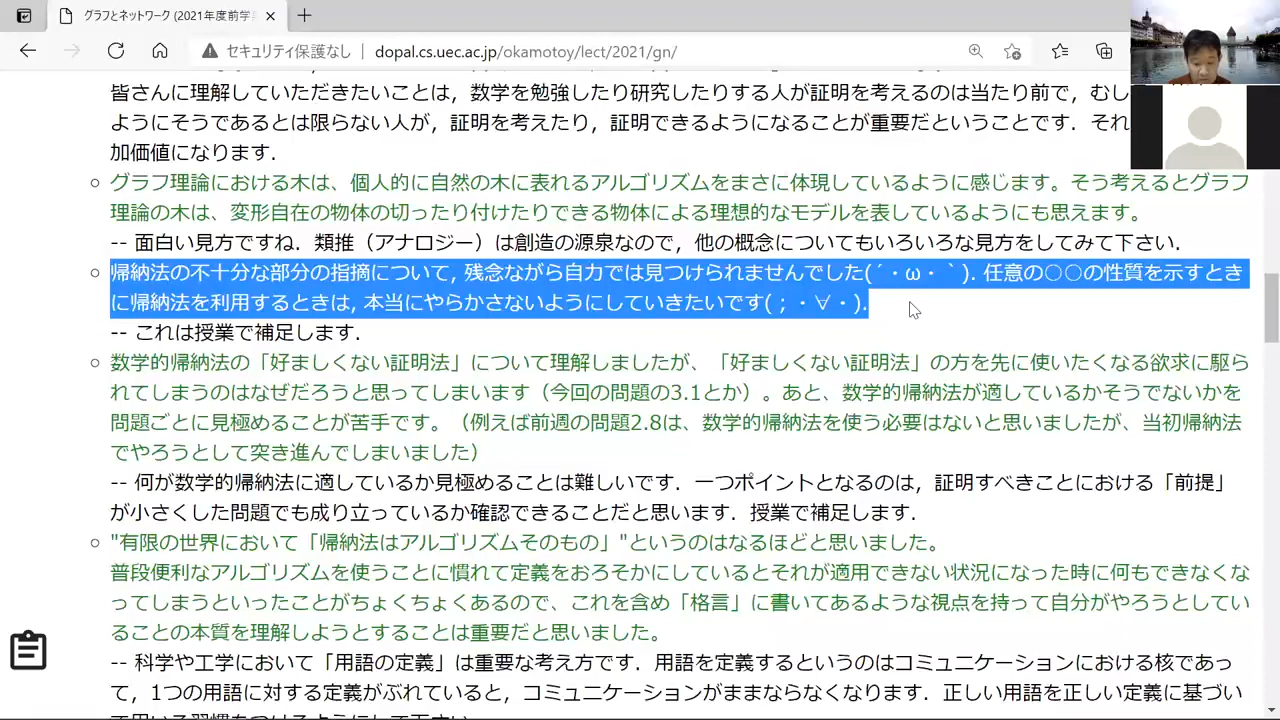 グラフとネットワーク (2021年度前学
セキュリティ保護なし
dopal.cs.uec.ac.jp/okamotoy/lect/2021/gn/
皆さんに理解していただきたいことは，数学を勉強したり研究したりする人が証明を考えるのは当たり前で，むし
ようにそうであるとは限らない人が，証明を考えたり，証明できるようになることが重要だということです．それ
加価値になります．
グラフ理論における木は、個人的に自然の木に表れるアルゴリズムをまさに体現しているように感じます。そう考えるとグラフ
理論の木は、変形自在の物体の切ったり付けたりできる物体による理想的なモデルを表しているようにも思えます。
-- 面白い見方ですね．類推（アナロジー）は創造の源泉なので，他の概念についてもいろいろな見方をしてみて下さい．
帰納法の不十分な部分の指摘について, 残念ながら自力では見つけられませんでした(´・ω・｀). 任意の○○の性質を示すとき
に帰納法を利用するときは, 本当にやらかさないようにしていきたいです(；・∀・).
-- これは授業で補足します．
数学的帰納法の「好ましくない証明法」について理解しましたが、「好ましくない証明法」の方を先に使いたくなる欲求に駆ら
れてしまうのはなぜだろうと思ってしまいます（今回の問題の3.1とか）。あと、数学的帰納法が適しているかそうでないかを
問題ごとに見極めることが苦手です。（例えば前週の問題2.8は、数学的帰納法を使う必要はないと思いましたが、当初帰納法
でやろうとして突き進んでしまいました）
-- 何が数学的帰納法に適しているか見極めることは難しいです．一つポイントとなるのは，証明すべきことにおける「前提」
が小さくした問題でも成り立っているか確認できることだと思います．授業で補足します．
"有限の世界において「帰納法はアルゴリズムそのもの」"というのはなるほどと思いました。
普段便利なアルゴリズムを使うことに慣れて定義をおろそかにしているとそれが適用できない状況になった時に何もできなくな
ってしまうといったことがちょくちょくあるので、これを含め「格言」に書いてあるような視点を持って自分がやろうとしてい
ることの本質を理解しようとすることは重要だと思いました。
-- 科学や工学において「用語の定義」は重要な考え方です．用語を定義するというのはコミュニケーションにおける核であっ
て，1つの用語に対する定義がぶれていると，コミュニケーションがままならなくなります．正しい用語を正しい定義に基づい